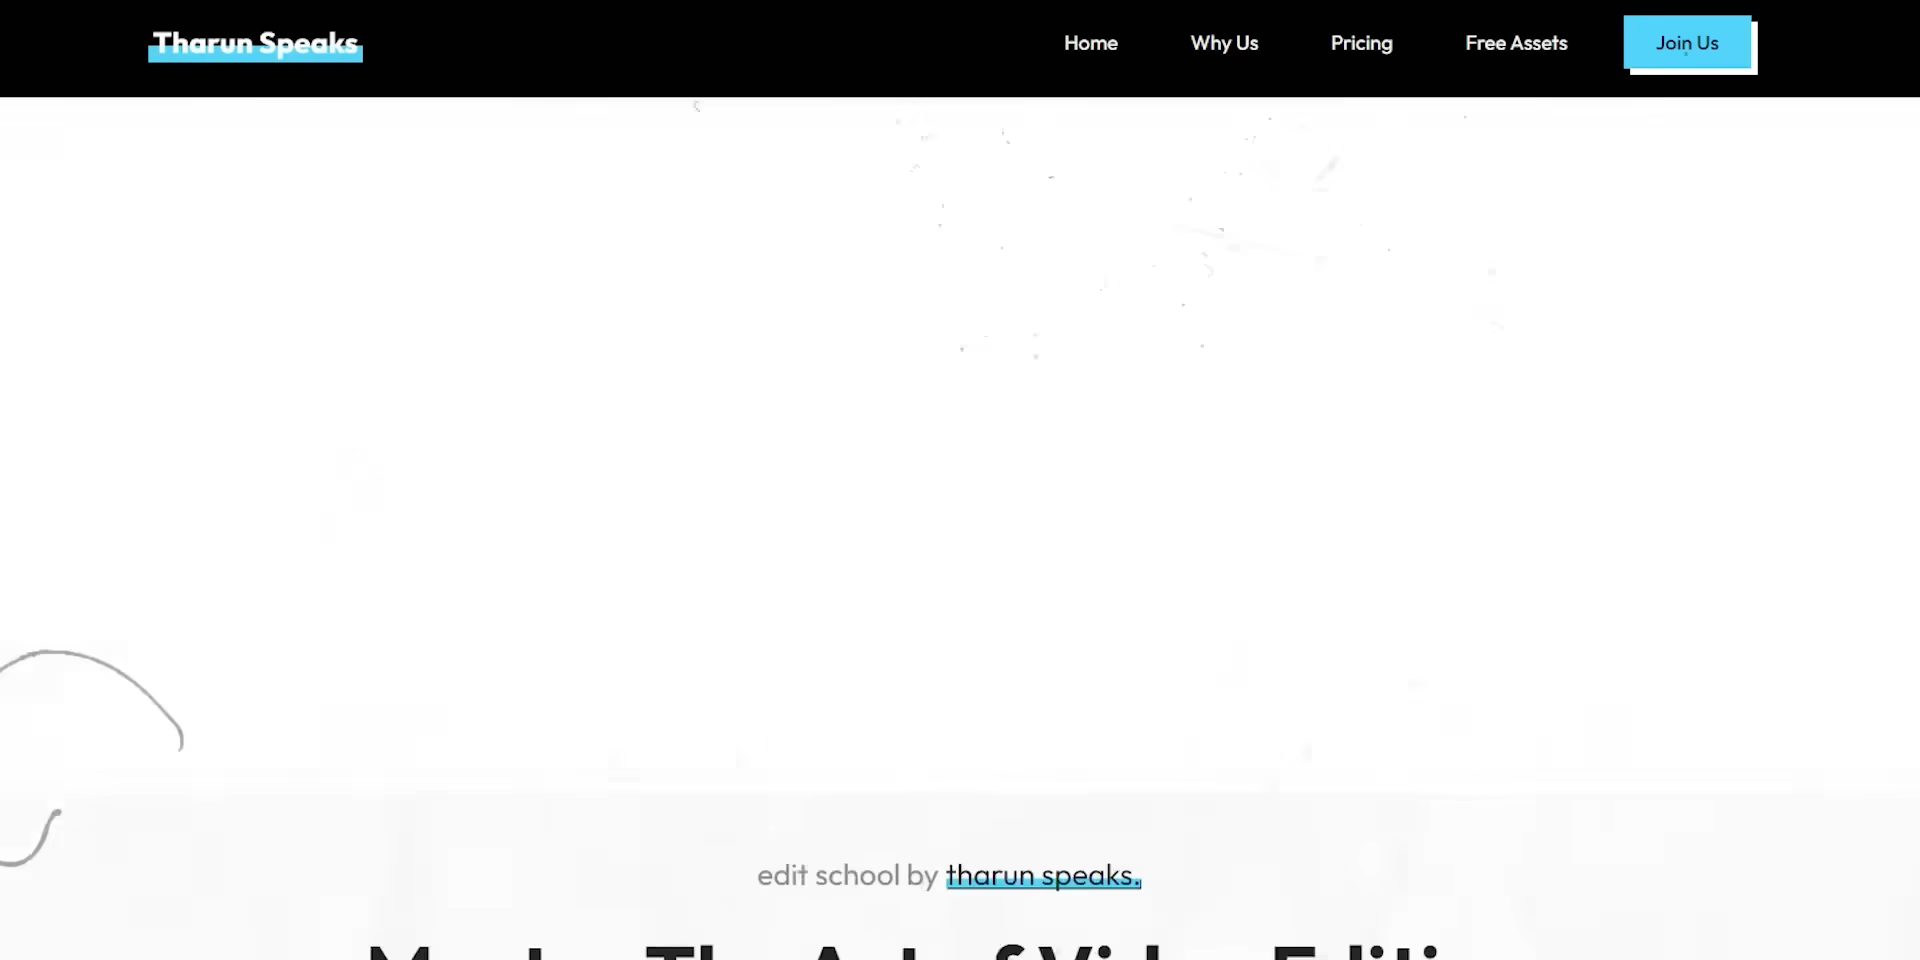 Tharun Speaks
Home
Why Us
Pricing
Free Assets
Join Us
edit school by tharun speaks.